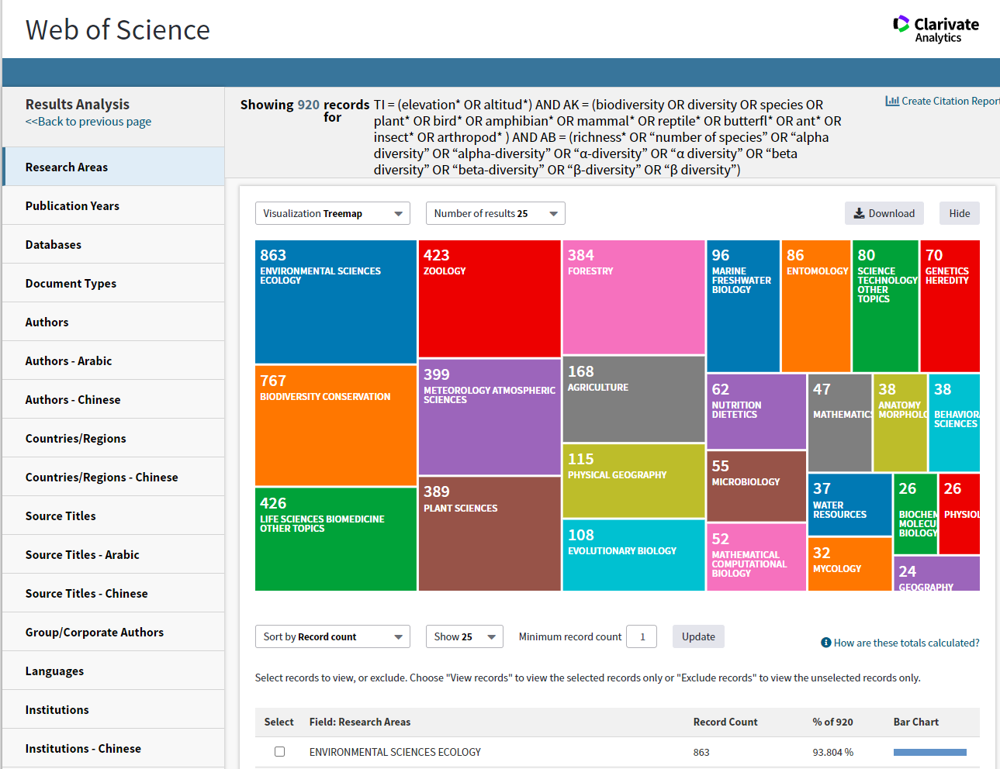 Web of Science
Clarivate
Analytics
Results Analysis
<<Back to previous page
Research Areas
Publication Years
Databases
Document Types
Authors
Authors - Arabic
Authors - Chinese
Countries/Regions
Countries/Regions - Chinese
Source Titles
Source Titles - Arabic
Source Titles - Chinese
Group/Corporate Authors
Languages
Institutions
Institutions - Chinese
Showing 920 records for
TI = (elevation* OR altitud*) AND AK = (biodiversity OR diversity OR species OR
plant* OR bird* OR amphibian* OR mammal* OR reptile* OR butterfl* OR ant* OR
insect* OR arthropod* ) AND AB = (richness* OR “number of species” OR “alpha
diversity” OR “alpha-diversity” OR “α-diversity” OR “α diversity” OR “beta
diversity” OR “beta-diversity” OR “β-diversity” OR “β diversity”)
Create Citation Report
Visualization Treemap
Number of results 25
Download
Hide
863
ENVIRONMENTAL SCIENCES
ECOLOGY
767
BIODIVERSITY CONSERVATION
426
LIFE SCIENCES BIOMEDICINE
OTHER TOPICS
423
ZOOLOGY
399
METEOROLOGY ATMOSPHERIC
SCIENCES
389
PLANT SCIENCES
384
FORESTRY
168
AGRICULTURE
115
PHYSICAL GEOGRAPHY
108
EVOLUTIONARY BIOLOGY
96
MARINE
FRESHWATER
BIOLOGY
86
ENTOMOLOGY
80
SCIENCE
TECHNOLOGY
OTHER
TOPICS
70
GENETICS
HEREDITY
62
NUTRITION
DIETETICS
55
MICROBIOLOGY
52
MATHEMATICAL
COMPUTATIONAL
BIOLOGY
47
MATHEMATICS
38
ANATOMY
MORPHOLO
38
BEHAVIOR
SCIENCES
37
WATER
RESOURCES
32
MYCOLOGY
26
BIOCHEM
MOLECU
BIOLOGY
26
PHYSIOL
24
GEOGRAPHY
Sort by Record count
Show 25
Minimum record count 1
Update
How are these totals calculated?
Select records to view, or exclude. Choose "View records" to view the selected records only or "Exclude records" to view the unselected records only.
Select Field: Research Areas Record Count % of 920 Bar Chart
ENVIRONMENTAL SCIENCES ECOLOGY 863 93.804 %